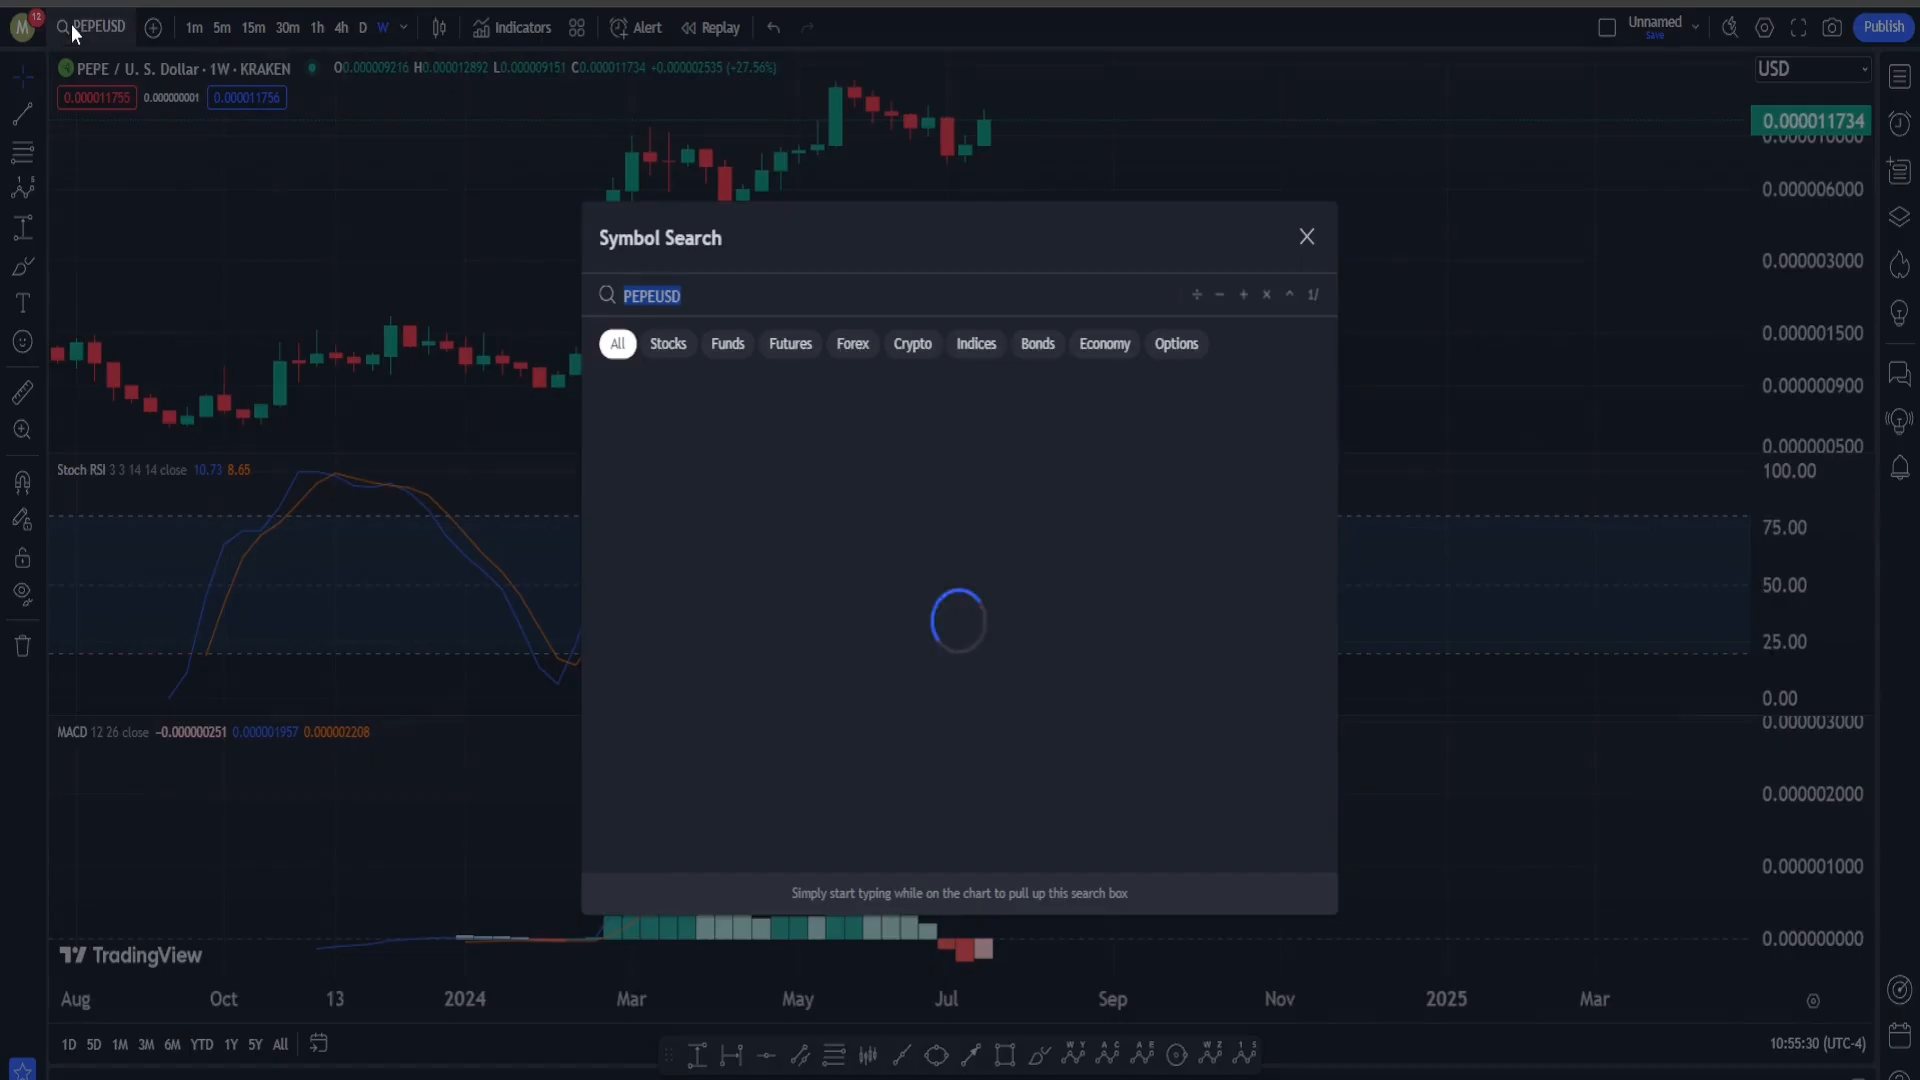 M 12 PEPEUSD 1m 5m 15m 30m 1h 4h D W Indicators Alert Replay Unnamed Save Publish
PEPE / U. S. Dollar · 1W · KRAKEN O0.000009216 H0.000012892 L0.000009151 C0.000011734 +0.000002535 (+27.56%) USD
0.000011755 0.000000001 0.000011756
0.000011734
0.000010000
0.000006000
0.000003000
0.000001500
0.000000900
0.000000500
Symbol Search
PEPEUSD ÷ − + × ^ 1/
All Stocks Funds Futures Forex Crypto Indices Bonds Economy Options
Simply start typing while on the chart to pull up this search box
Stoch RSI 3 3 14 14 close 10.73 8.65
100.00
75.00
50.00
25.00
0.00
MACD 12 26 close −0.000000251 0.000001957 0.000002208
0.000003000
0.000002000
0.000001000
0.000000000
TradingView
Aug Oct 13 2024 Mar May Jul Sep Nov 2025 Mar
1D 5D 1M 3M 6M YTD 1Y 5Y All 10:55:30 (UTC-4)